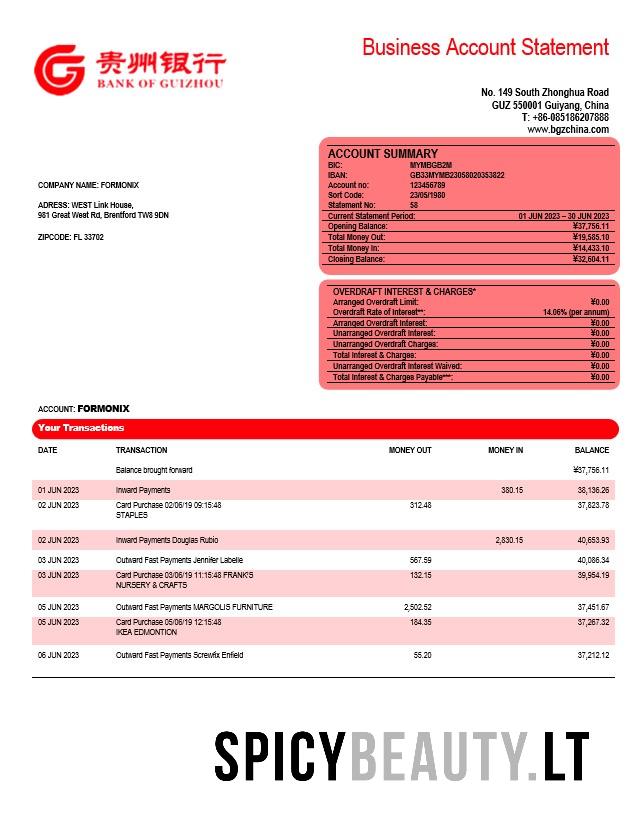 贵州银行
BANK OF GUIZHOU
Business Account Statement
No. 149 South Zhonghua Road
GUZ 550001 Guiyang, China
T: +86-085186207888
www.bgzchina.com
COMPANY NAME: FORMONIX
ADRESS: WEST Link House,
981 Great West Rd, Brentford TW8 9DN
ZIPCODE: FL 33702
ACCOUNT SUMMARY
BIC: MYMBGB2M
IBAN: GB33MYMB23058020353822
Account no: 123456789
Sort Code: 23/05/1980
Statement No: 58
Current Statement Period: 01 JUN 2023 – 30 JUN 2023
Opening Balance: ¥37,756.11
Total Money Out: ¥19,585.10
Total Money In: ¥14,433.10
Closing Balance: ¥32,604.11
OVERDRAFT INTEREST & CHARGES*
Arranged Overdraft Limit: ¥0.00
Overdraft Rate of Interest**: 14.06% (per annum)
Arranged Overdraft Interest: ¥0.00
Unarranged Overdraft Interest: ¥0.00
Unarranged Overdraft Charges: ¥0.00
Total Interest & Charges: ¥0.00
Unarranged Overdraft Interest Waived: ¥0.00
Total Interest & Charges Payable***: ¥0.00
ACCOUNT: FORMONIX
Your Transactions
DATE TRANSACTION MONEY OUT MONEY IN BALANCE
Balance brought forward ¥37,756.11
01 JUN 2023 Inward Payments 380.15 38,136.26
02 JUN 2023 Card Purchase 02/06/19 09:15:48 312.48 37,823.78
STAPLES
02 JUN 2023 Inward Payments Douglas Rubio 2,830.15 40,653.93
03 JUN 2023 Outward Fast Payments Jennifer Labelle 567.59 40,086.34
03 JUN 2023 Card Purchase 03/06/19 11:15:48 FRANK'S 132.15 39,954.19
NURSERY & CRAFTS
05 JUN 2023 Outward Fast Payments MARGOLIS FURNITURE 2,502.52 37,451.67
05 JUN 2023 Card Purchase 05/06/19 12:15:48 184.35 37,267.32
IKEA EDMONTION
06 JUN 2023 Outward Fast Payments Screwfix Enfield 55.20 37,212.12
SPICYBEAUTY.LT